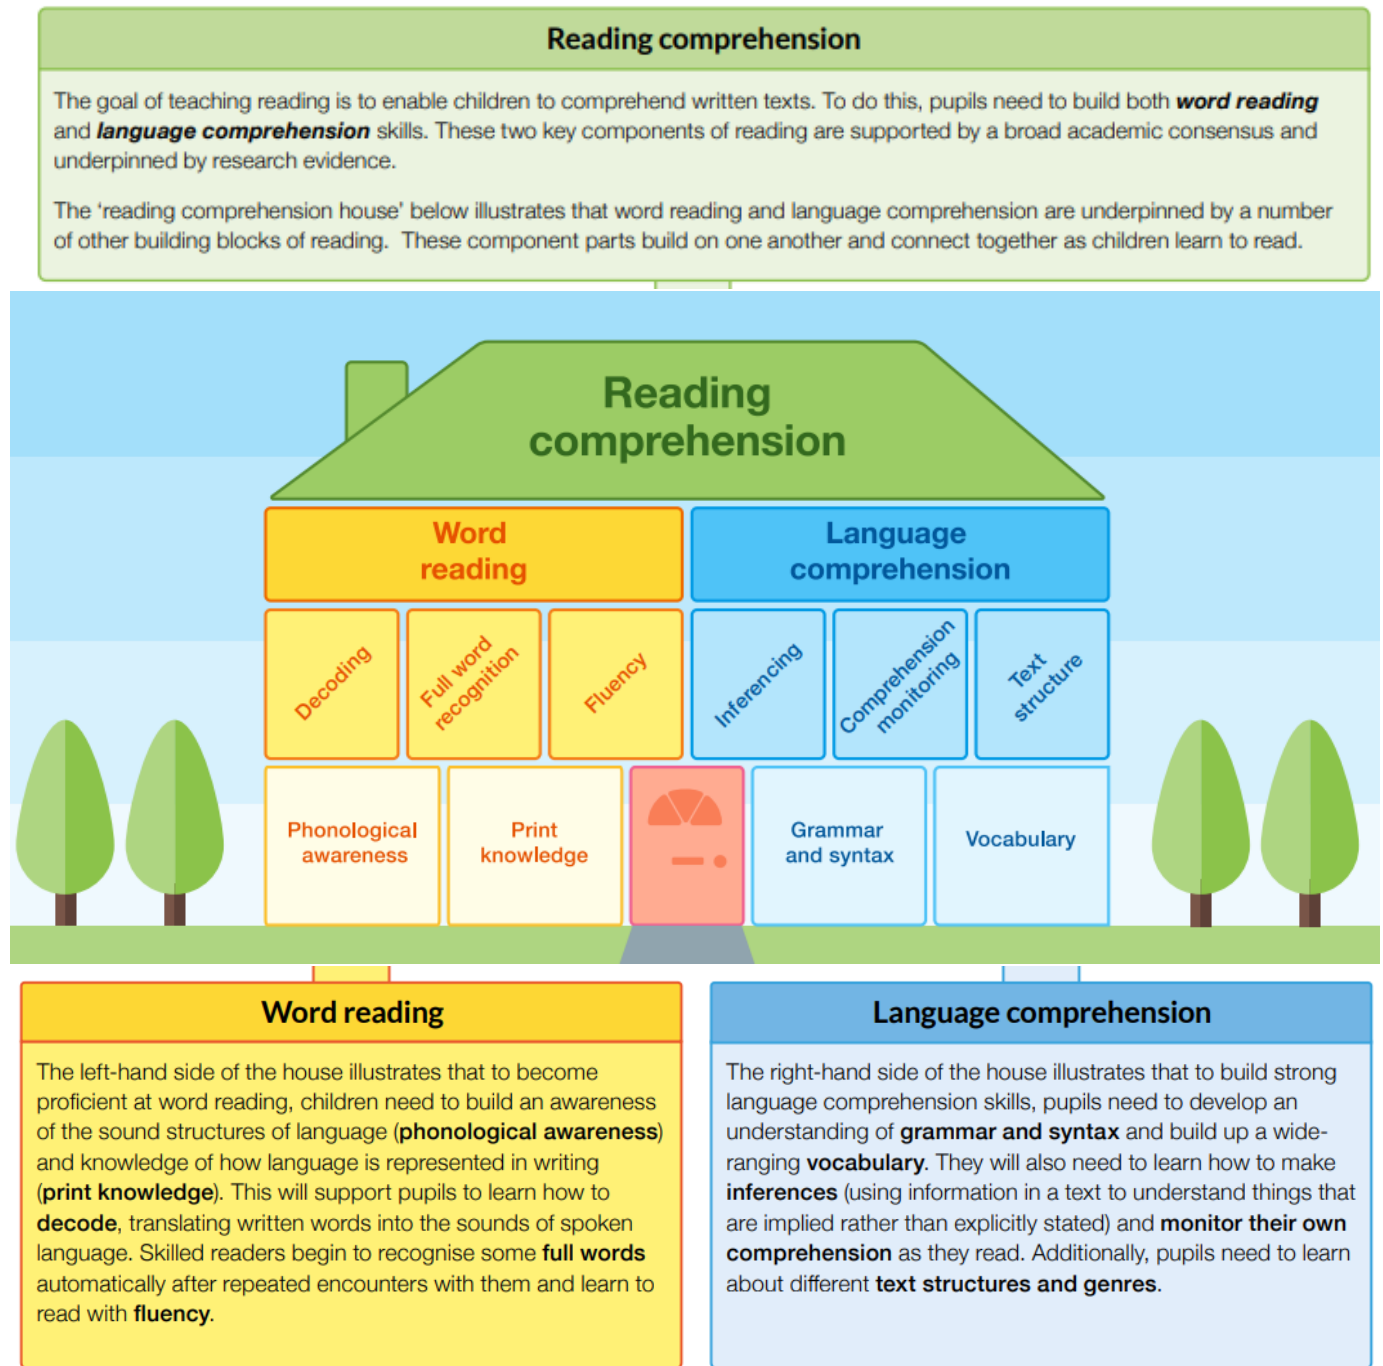 Reading comprehension
The goal of teaching reading is to enable children to comprehend written texts. To do this, pupils need to build both word reading
and language comprehension skills. These two key components of reading are supported by a broad academic consensus and
underpinned by research evidence.
The ‘reading comprehension house’ below illustrates that word reading and language comprehension are underpinned by a number
of other building blocks of reading. These component parts build on one another and connect together as children learn to read.
Reading
comprehension
Word
reading
Language
comprehension
Decoding
Full word
recognition
Fluency
Inferencing
Comprehension
monitoring
Text
structure
Phonological
awareness
Print
knowledge
Grammar
and syntax
Vocabulary
Word reading
The left-hand side of the house illustrates that to become
proficient at word reading, children need to build an awareness
of the sound structures of language (phonological awareness)
and knowledge of how language is represented in writing
(print knowledge). This will support pupils to learn how to
decode, translating written words into the sounds of spoken
language. Skilled readers begin to recognise some full words
automatically after repeated encounters with them and learn to
read with fluency.
Language comprehension
The right-hand side of the house illustrates that to build strong
language comprehension skills, pupils need to develop an
understanding of grammar and syntax and build up a wide-
ranging vocabulary. They will also need to learn how to make
inferences (using information in a text to understand things that
are implied rather than explicitly stated) and monitor their own
comprehension as they read. Additionally, pupils need to learn
about different text structures and genres.